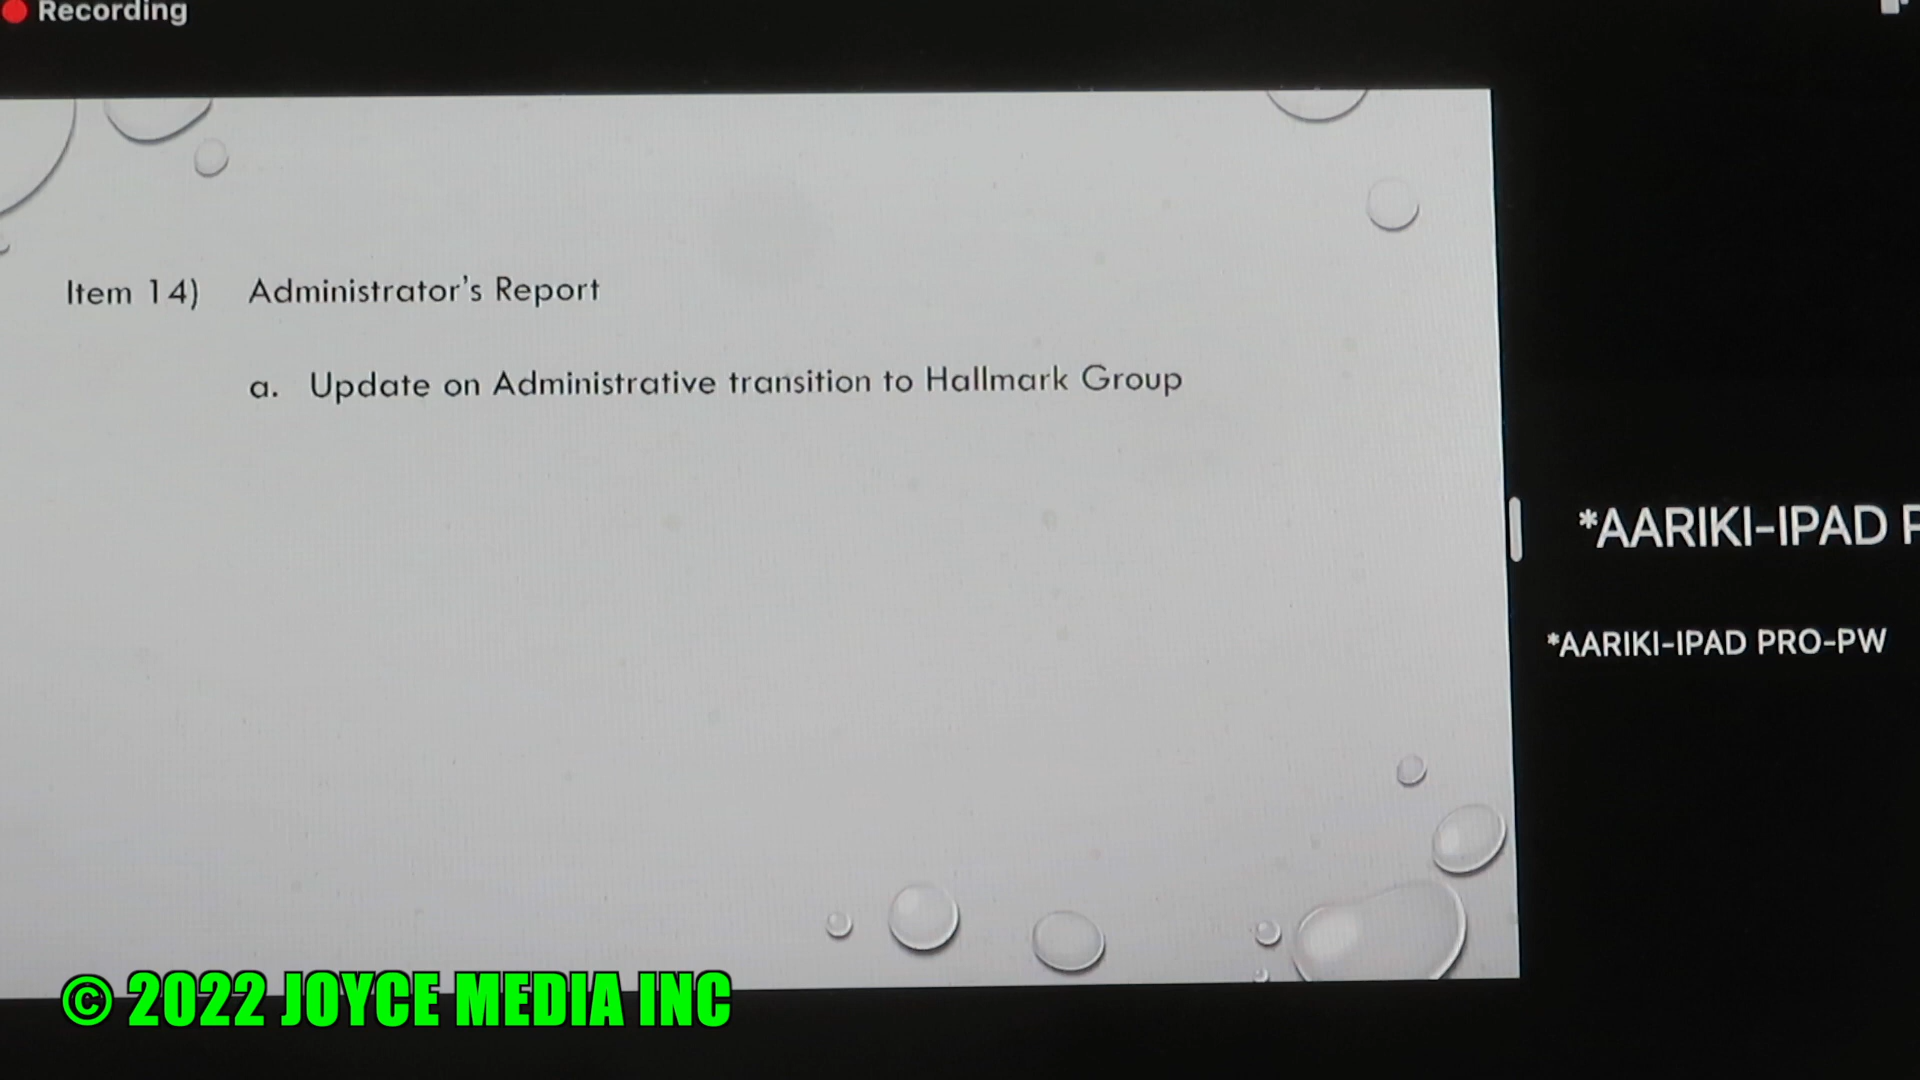 Recording
Item 14) Administrator's Report
a. Update on Administrative transition to Hallmark Group
*AARIKI-IPAD P
*AARIKI-IPAD PRO-PW
© 2022 JOYCE MEDIA INC